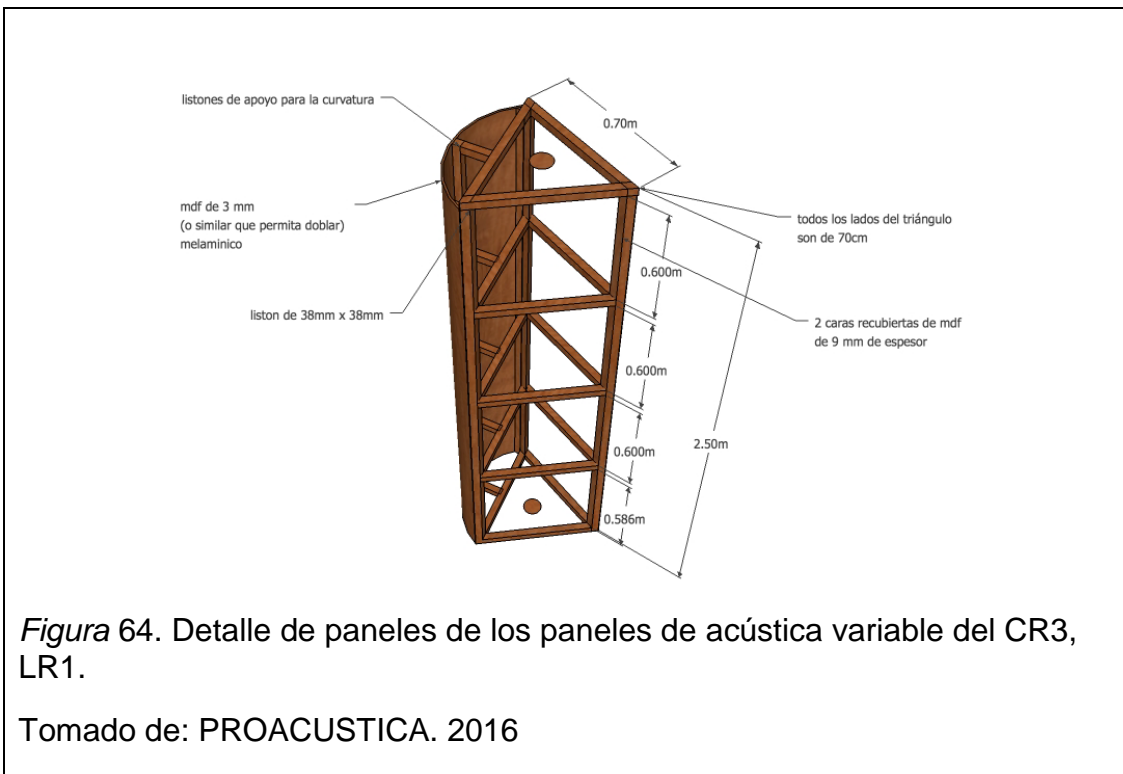 listones de apoyo para la curvatura
0.70m
mdf de 3 mm
(o similar que permita doblar)
melaminico
todos los lados del triángulo
son de 70cm
0.600m
liston de 38mm x 38mm
2 caras recubiertas de mdf
de 9 mm de espesor
0.600m
2.50m
0.600m
0.586m
Figura 64. Detalle de paneles de los paneles de acústica variable del CR3,
LR1.
Tomado de: PROACUSTICA. 2016